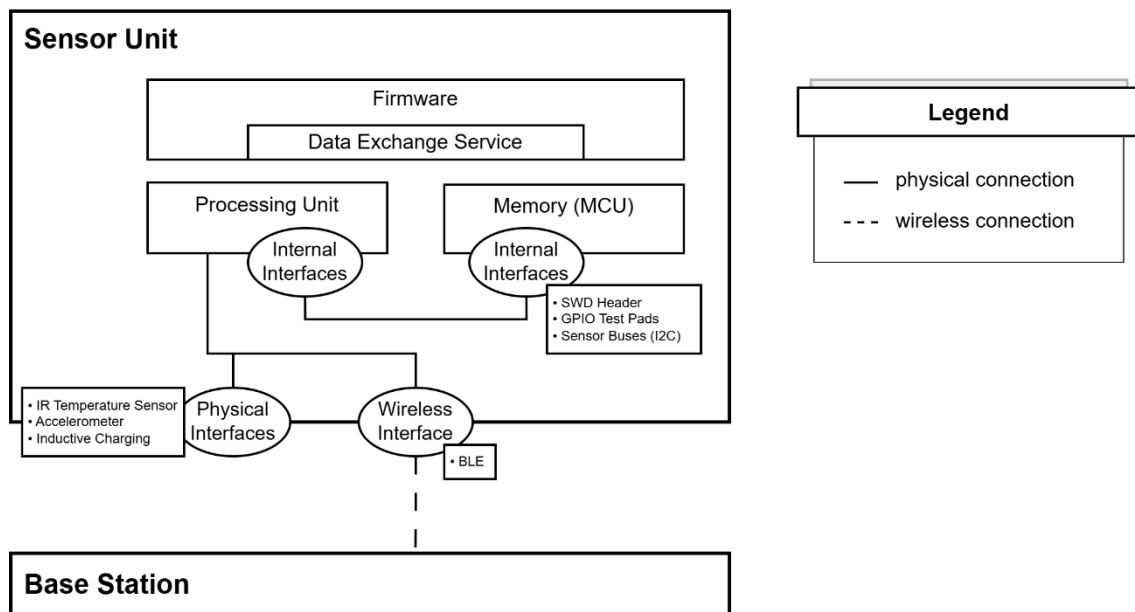 Sensor Unit
Firmware
Data Exchange Service
Processing Unit
Memory (MCU)
Internal
Interfaces
Internal
Interfaces
• SWD Header
• GPIO Test Pads
• Sensor Buses (I2C)
• IR Temperature Sensor
• Accelerometer
• Inductive Charging
Physical
Interfaces
Wireless
Interface
• BLE
Base Station
Legend
physical connection
wireless connection